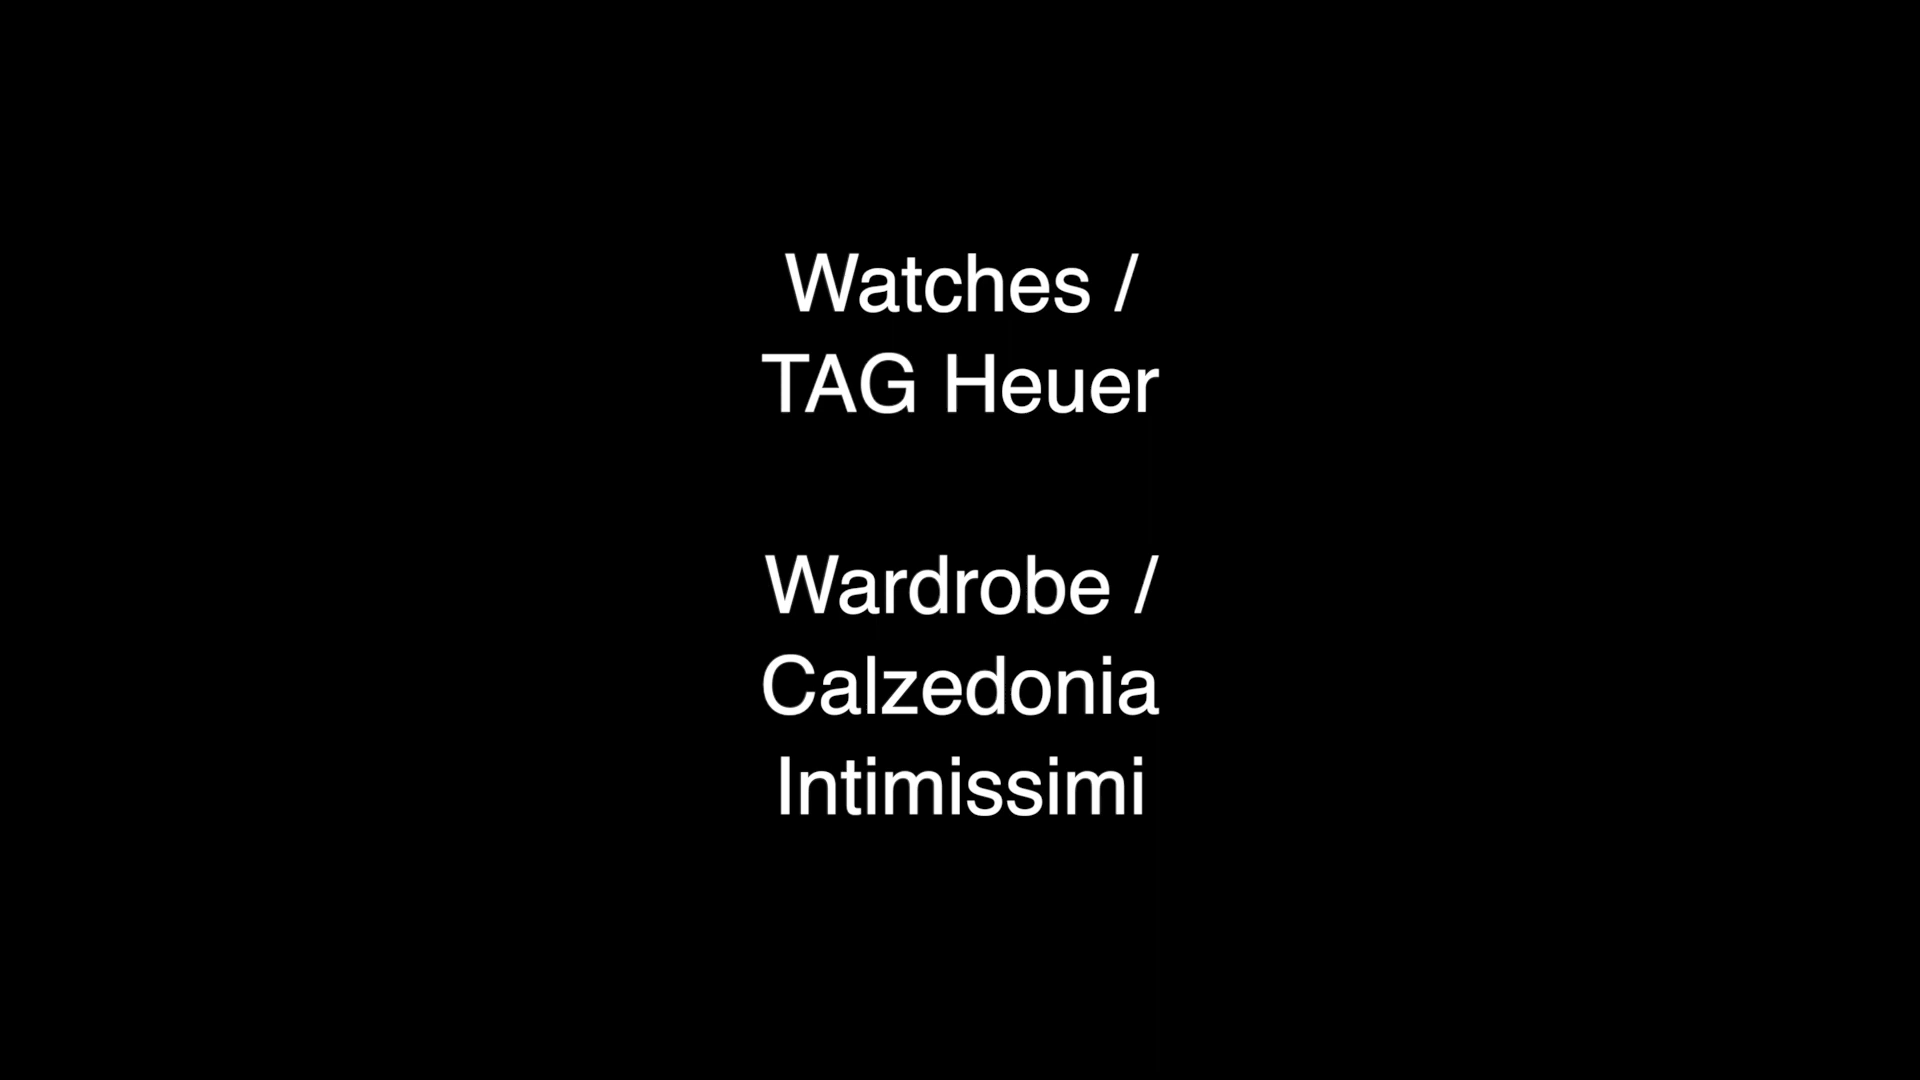 Watches /
TAG Heuer
Wardrobe /
Calzedonia
Intimissimi